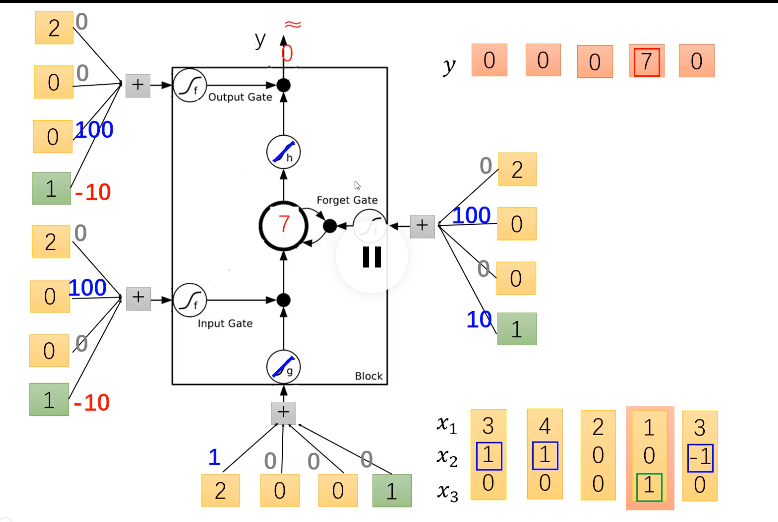 2 0
0 0
0 100
1 -10
+
f
Output Gate
y ≈
0
y 0 0 0 7 0
h
Forget Gate
7
+
0 2
100 0
0 0
10 1
2 0
0 100
0 0
1 -10
+
f
Input Gate
g
Block
+
1 0 0 0
2 0 0 1
x₁ 3 4 2 1 3
x₂ 1 1 0 0 -1
x₃ 0 0 0 1 0